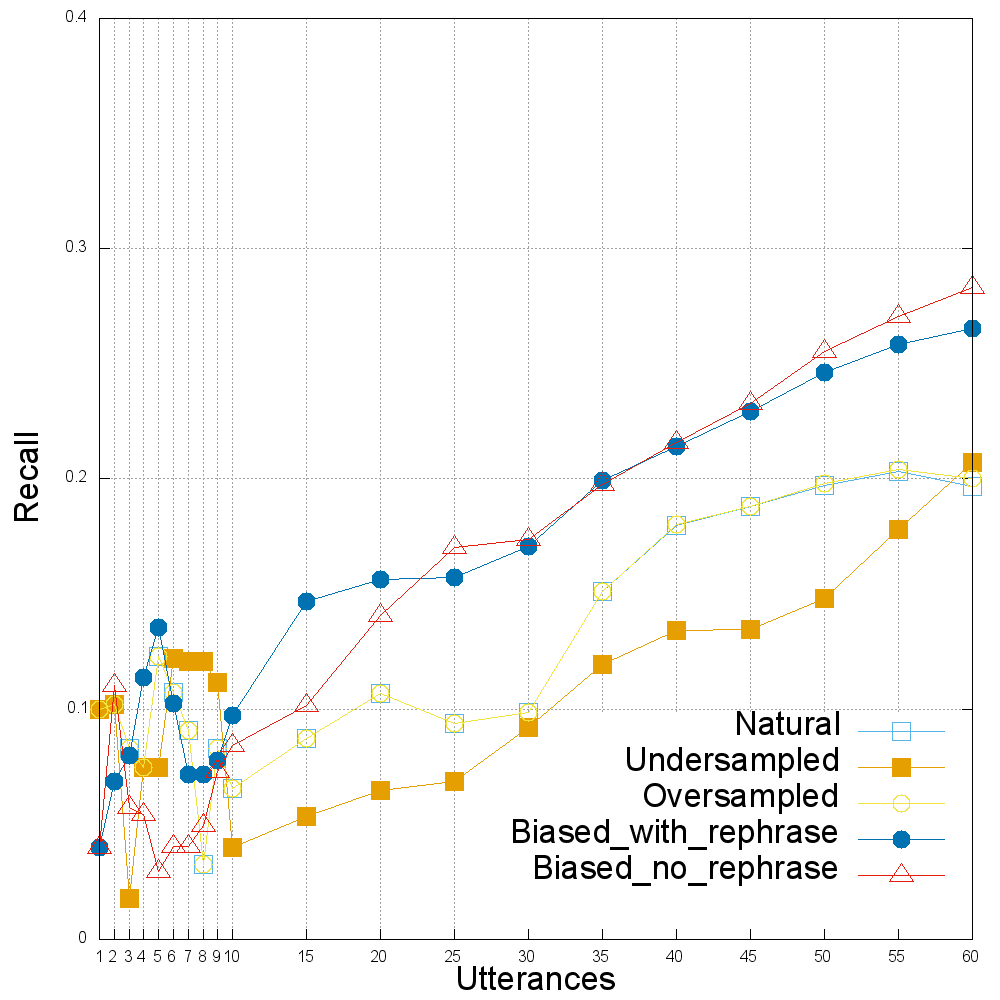 0.4
0.3
0.2
0.1
0
Recall
Natural
Undersampled
Oversampled
Biased_with_rephrase
Biased_no_rephrase
1 2 3 4 5 6 7 8 9 10 15 20 25 30 35 40 45 50 55 60
Utterances